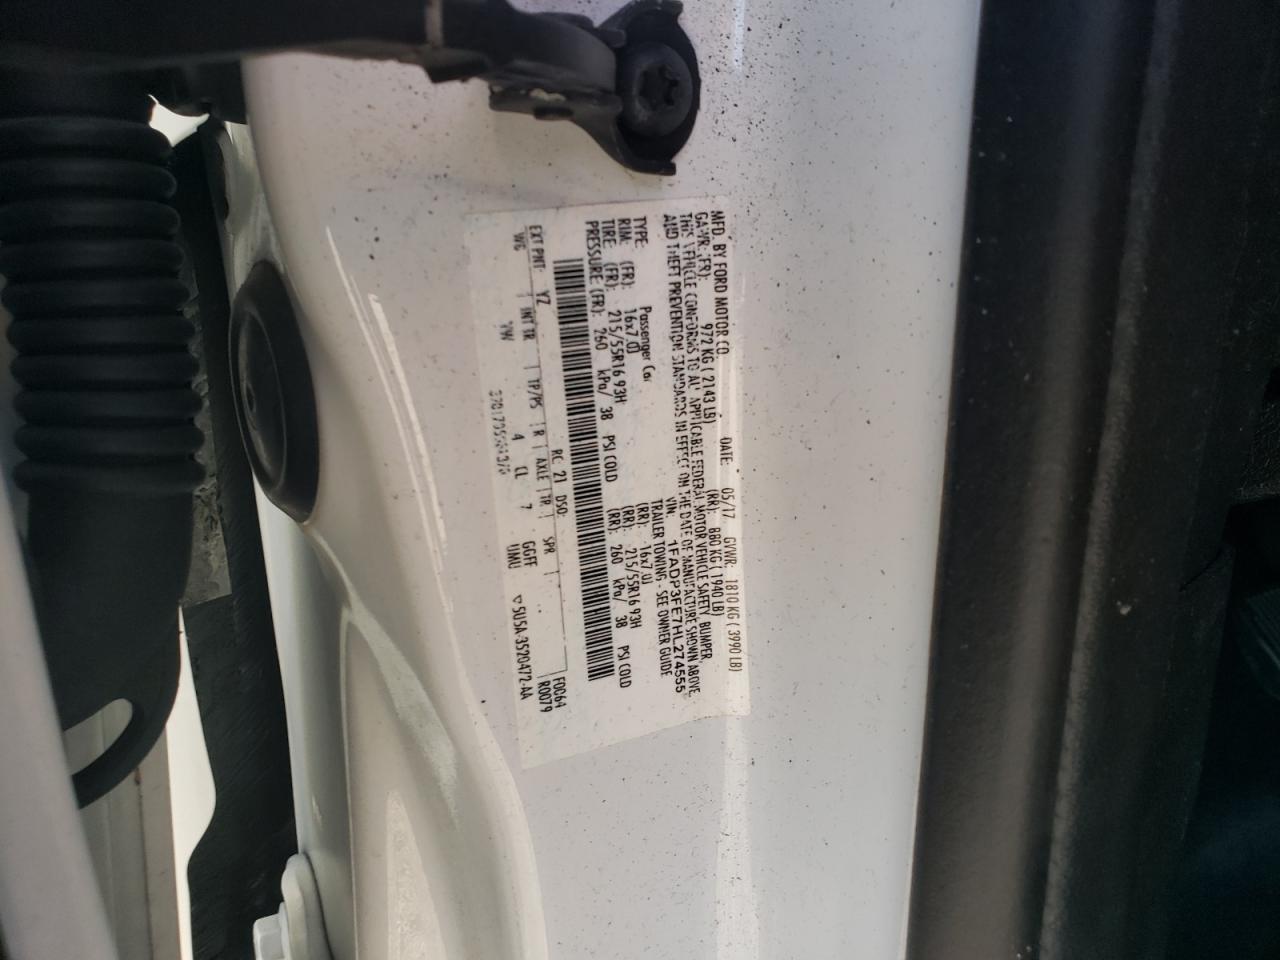 MFD. BY FORD MOTOR CO.
DATE: 05/17 GVWR: 1810 KG ( 3990 LB)
GAWR: (FR): 972 KG ( 2143 LB) (RR): 880 KG ( 1940 LB)
THIS VEHICLE CONFORMS TO ALL APPLICABLE FEDERAL MOTOR VEHICLE SAFETY, BUMPER,
AND THEFT PREVENTION STANDARDS IN EFFECT ON THE DATE OF MANUFACTURE SHOWN ABOVE.
VIN: 1FADP3FE7HL274555
TYPE: Passenger Car TRAILER TOWING - SEE OWNER GUIDE
RIM: (FR): 16x7.0J (RR): 16x7.0J
TIRE: (FR): 215/55R16 93H (RR): 215/55R16 93H
PRESSURE: (FR): 260 kPa/ 38 PSI COLD (RR): 260 kPa/ 38 PSI COLD
RC: 21 DSO: F0064
EXT PNT: YZ R0079
INT TR TP/PS R AXLE TR SPR
WG YW 4 CL 7 GGFF
UMU ▽5U5A-3520472-AA